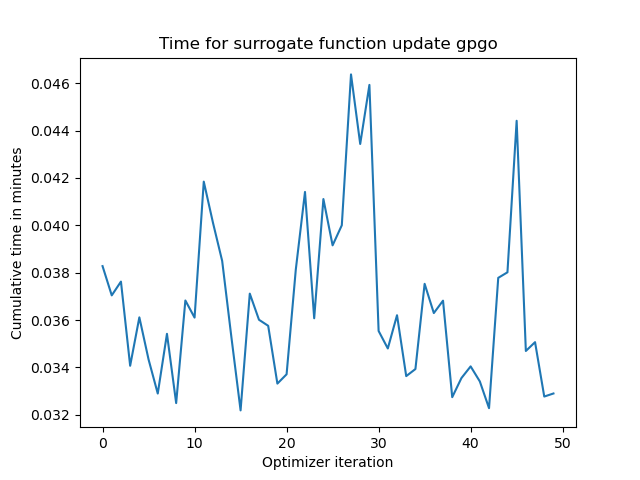 Time for surrogate function update gpgo
Cumulative time in minutes
0.046
0.044
0.042
0.040
0.038
0.036
0.034
0.032
0 10 20 30 40 50
Optimizer iteration